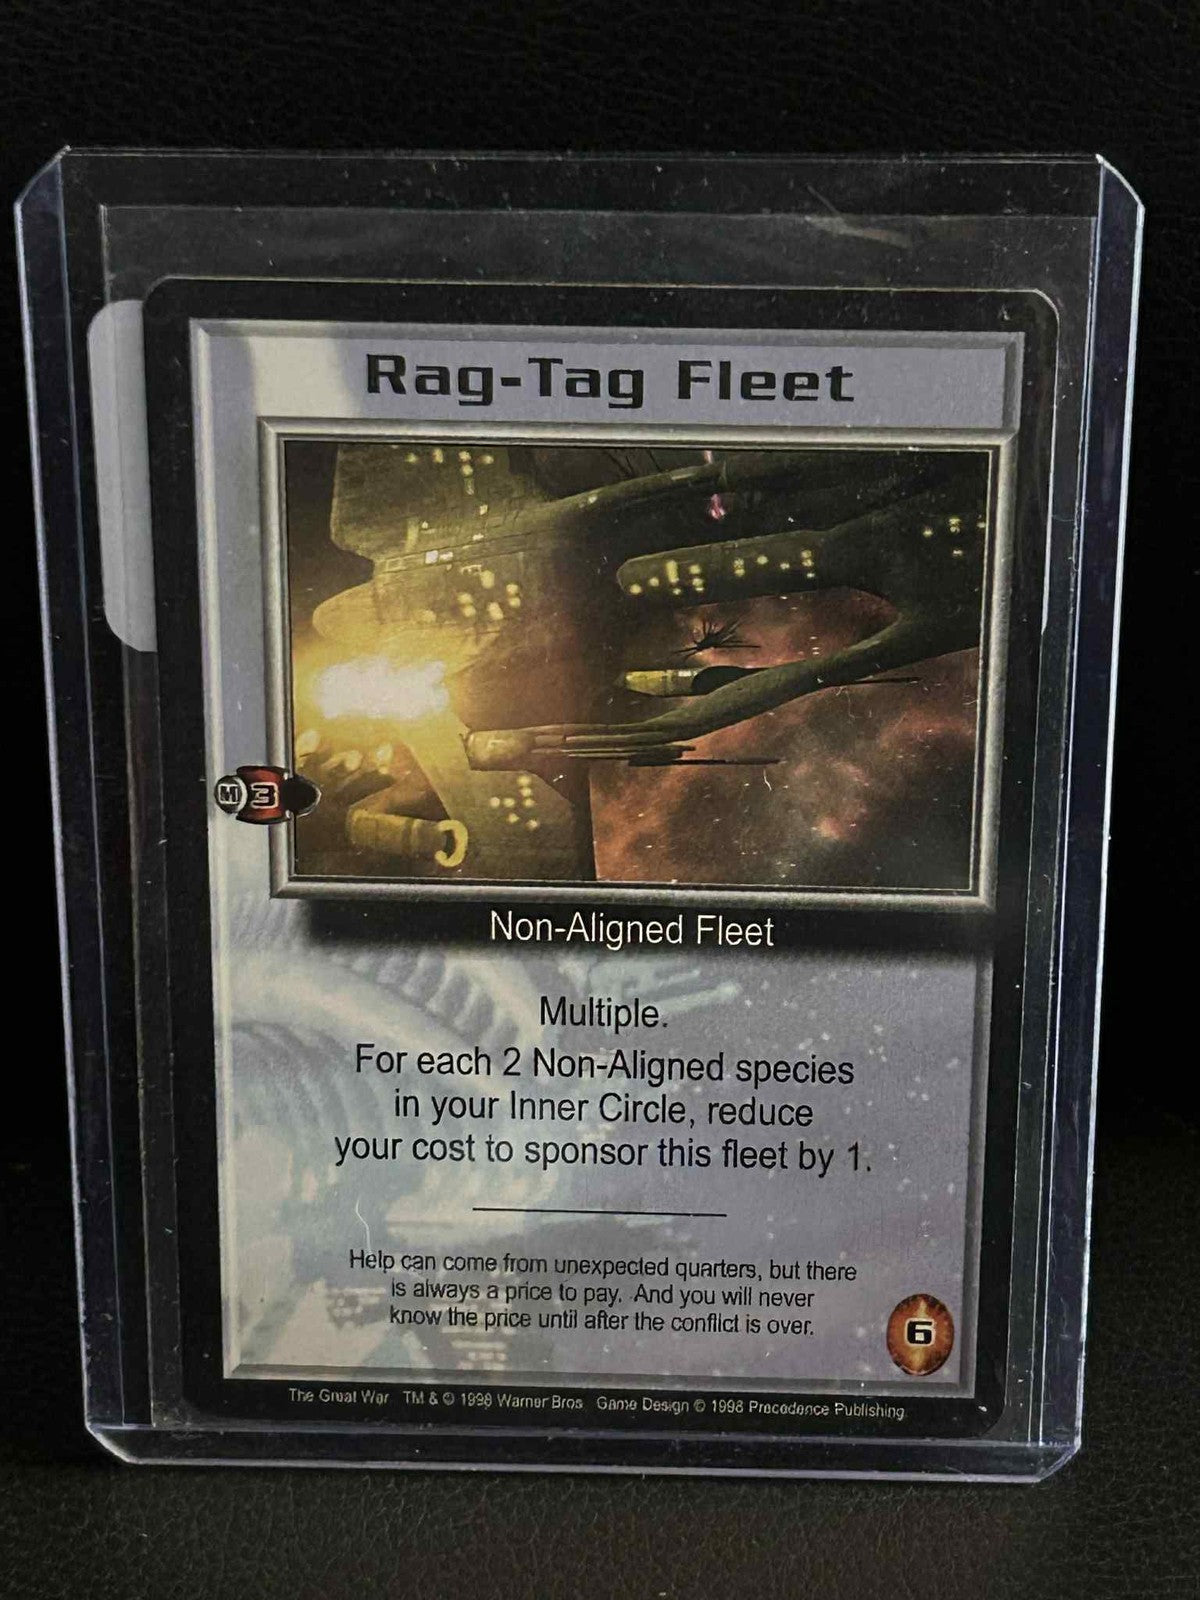 Rag-Tag Fleet
M 3
Non-Aligned Fleet
Multiple.
For each 2 Non-Aligned species
in your Inner Circle, reduce
your cost to sponsor this fleet by 1.
Help can come from unexpected quarters, but there
is always a price to pay. And you will never
know the price until after the conflict is over.
6
The Great War TM & © 1998 Warner Bros Game Design © 1998 Precedence Publishing